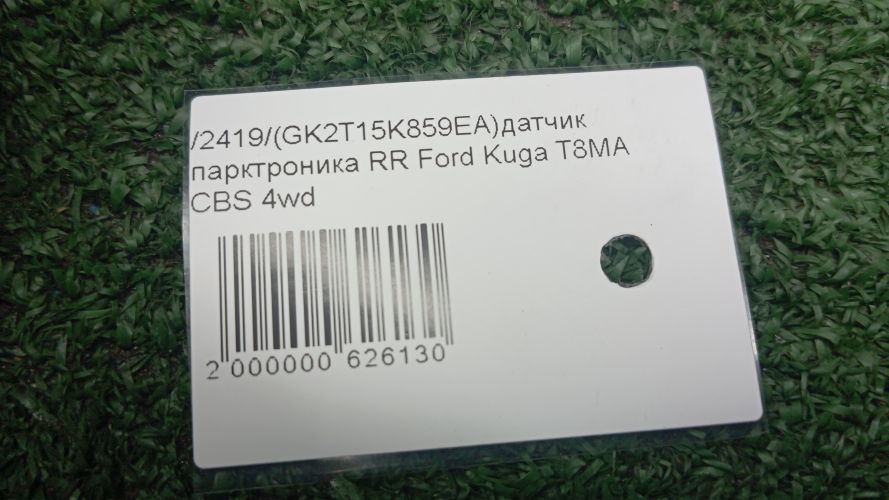 /2419/(GK2T15K859EA)датчик
парктроника RR Ford Kuga T8MA
CBS 4wd
2 000000 626130